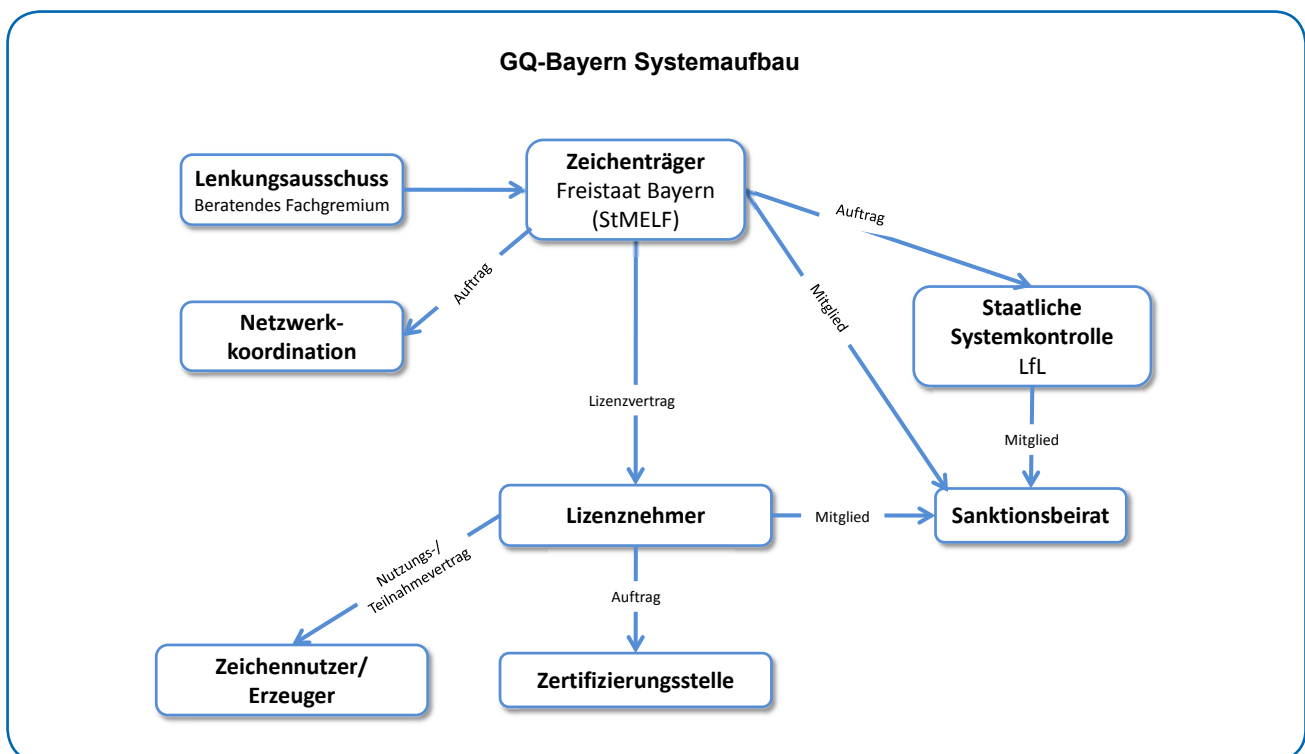 GQ-Bayern Systemaufbau
Lenkungsausschuss
Beratendes Fachgremium
Zeichenträger
Freistaat Bayern
(StMELF)
Auftrag
Auftrag
Mitglied
Netzwerk-
koordination
Staatliche
Systemkontrolle
LfL
Lizenzvertrag
Mitglied
Lizenznehmer
Mitglied
Sanktionsbeirat
Nutzungs-/
Teilnahmevertrag
Auftrag
Zeichennutzer/
Erzeuger
Zertifizierungsstelle